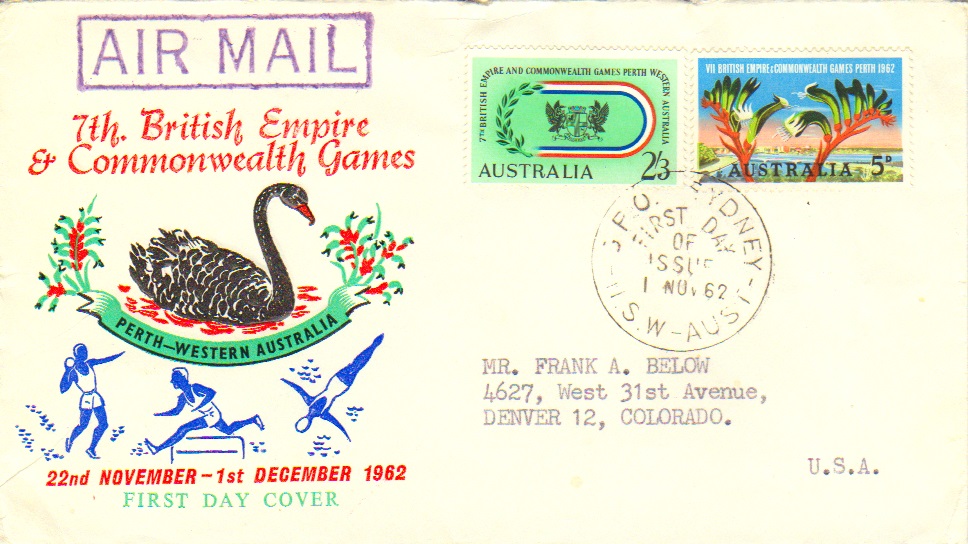 AIR MAIL
7th. British Empire
& Commonwealth Games
PERTH—WESTERN AUSTRALIA
22nd NOVEMBER – 1st DECEMBER 1962
FIRST DAY COVER
7TH BRITISH EMPIRE AND COMMONWEALTH GAMES PERTH WESTERN AUSTRALIA
AUSTRALIA 2/3
VII BRITISH EMPIRE & COMMONWEALTH GAMES PERTH 1962
AUSTRALIA 5D
SYDNEY
FIRST DAY
OF
ISSUE
1 NOV 62
N.S.W–AUST
MR. FRANK A. BELOW
4627, West 31st Avenue,
DENVER 12, COLORADO.
U.S.A.